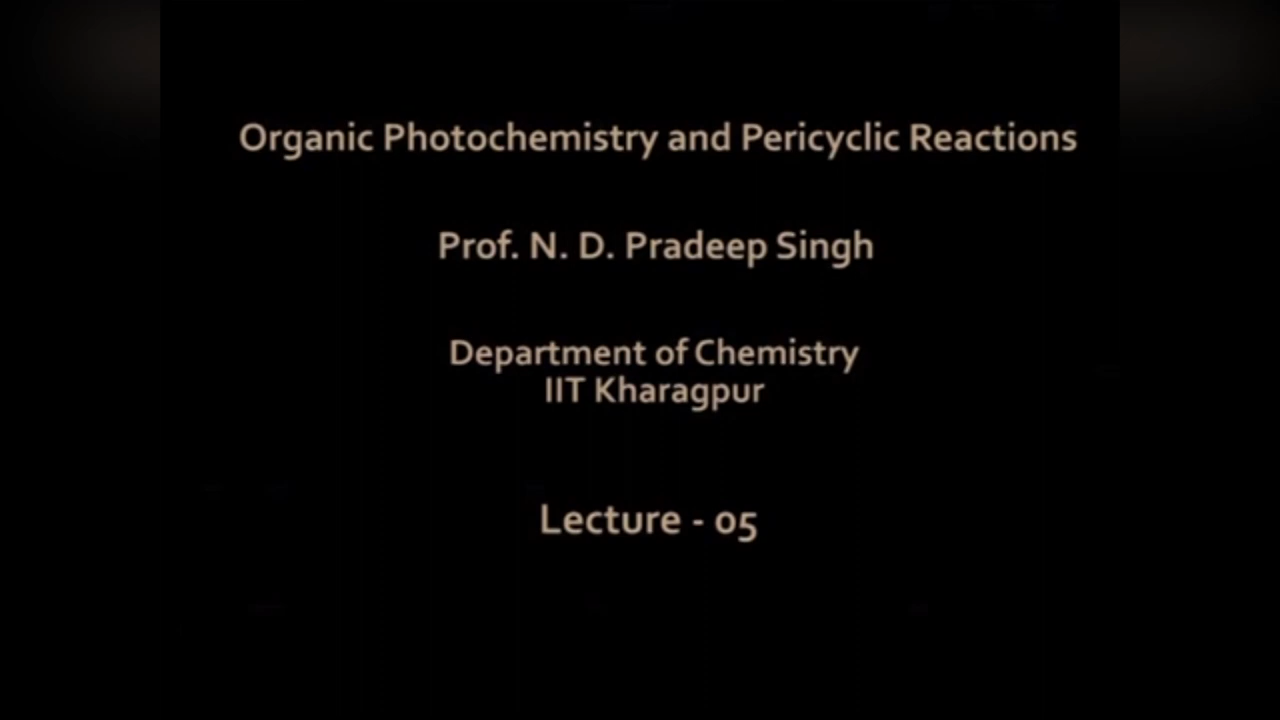 Organic Photochemistry and Pericyclic Reactions
Prof. N. D. Pradeep Singh
Department of Chemistry
IIT Kharagpur
Lecture - 05